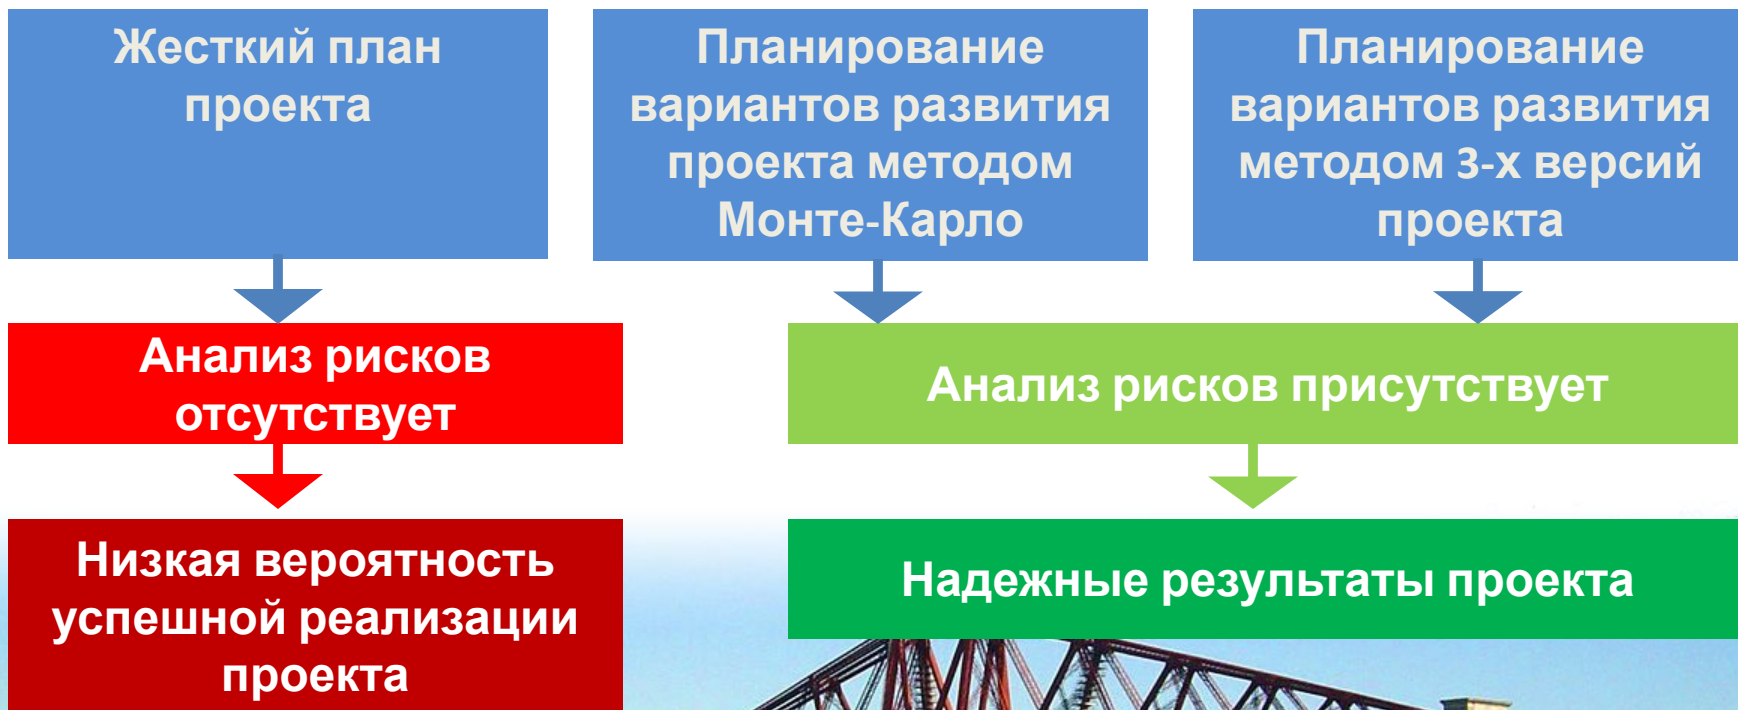 Жесткий план
проекта
Планирование
вариантов развития
проекта методом
Монте-Карло
Планирование
вариантов развития
методом 3-х версий
проекта
Анализ рисков
отсутствует
Анализ рисков присутствует
Низкая вероятность
успешной реализации
проекта
Надежные результаты проекта